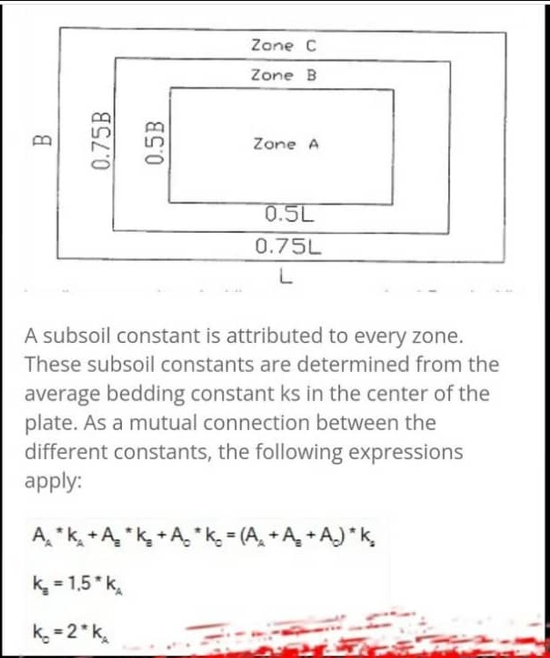 Zone C
Zone B
Zone A
B
0.75B
0.5B
0.5L
0.75L
L
A subsoil constant is attributed to every zone.
These subsoil constants are determined from the
average bedding constant ks in the center of the
plate. As a mutual connection between the
different constants, the following expressions
apply:
A_A * k_A + A_B * k_B + A_C * k_C = (A_A + A_B + A_C) * k_s
k_B = 1,5 * k_A
k_C = 2 * k_A